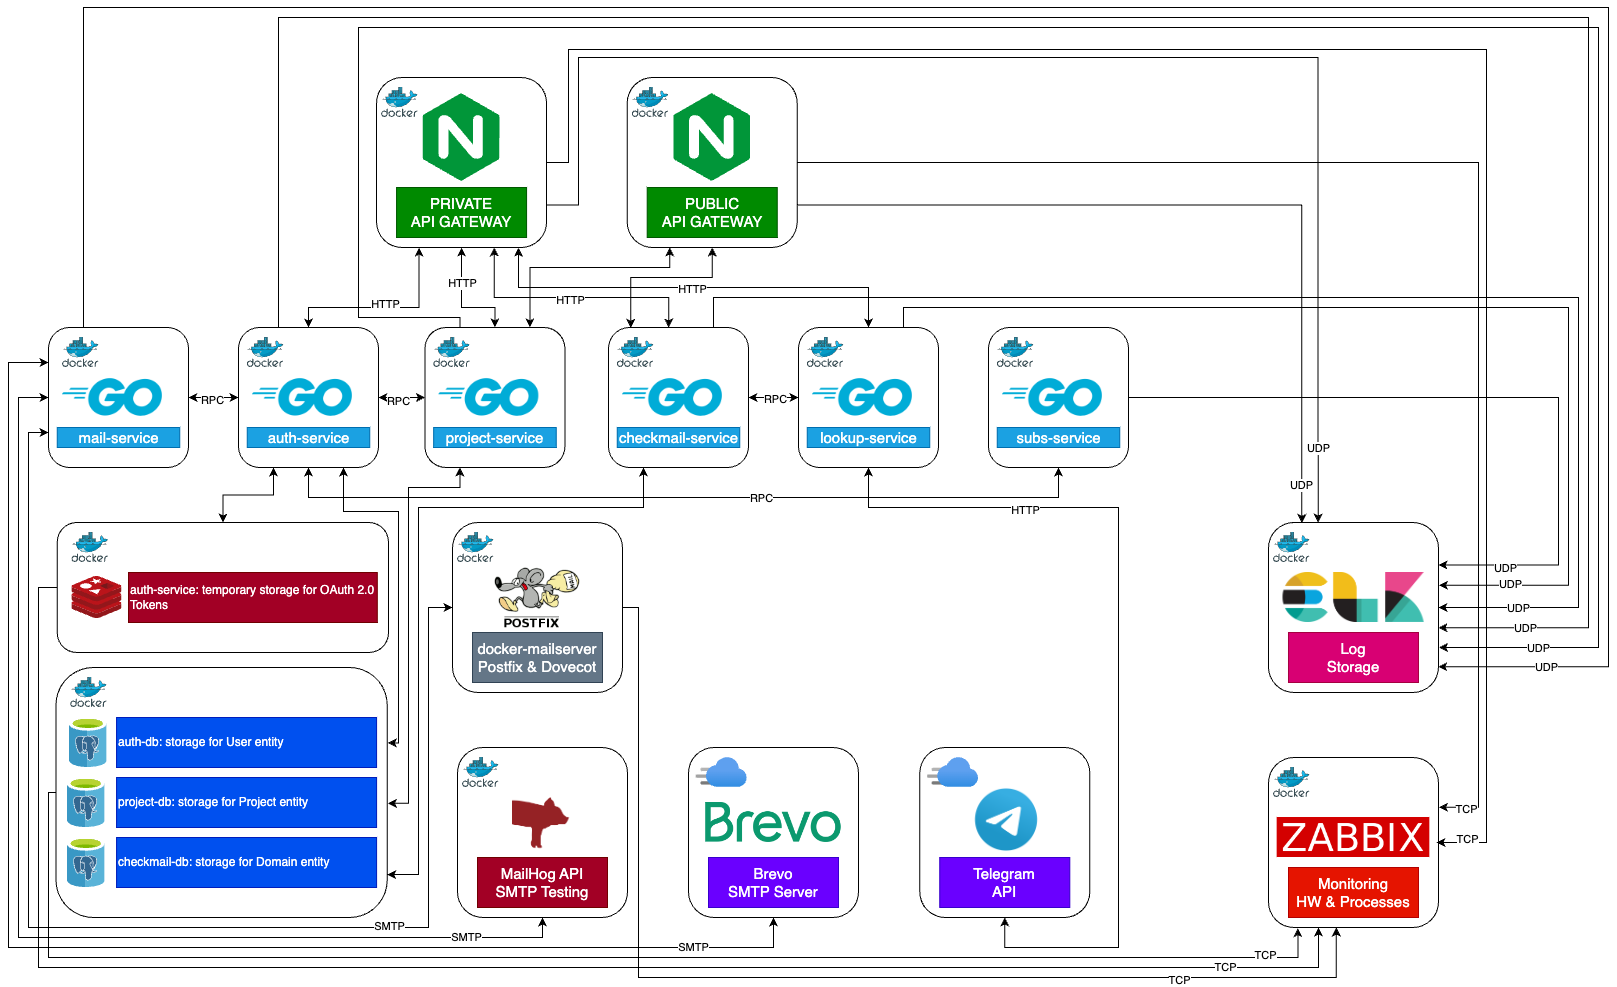 docker
PRIVATE
API GATEWAY
docker
PUBLIC
API GATEWAY
HTTP
HTTP
HTTP
HTTP
docker
GO
mail-service
RPC
docker
GO
auth-service
RPC
docker
GO
project-service
docker
GO
checkmail-service
RPC
docker
GO
lookup-service
docker
GO
subs-service
UDP
UDP
RPC
HTTP
docker
auth-service: temporary storage for OAuth 2.0
Tokens
docker
POSTFIX
docker-mailserver
Postfix & Dovecot
docker
ELK
Log
Storage
UDP
UDP
UDP
UDP
UDP
UDP
docker
auth-db: storage for User entity
project-db: storage for Project entity
checkmail-db: storage for Domain entity
docker
MailHog API
SMTP Testing
Brevo
Brevo
SMTP Server
Telegram
API
docker
ZABBIX
Monitoring
HW & Processes
TCP
TCP
SMTP
SMTP
SMTP
TCP
TCP
TCP